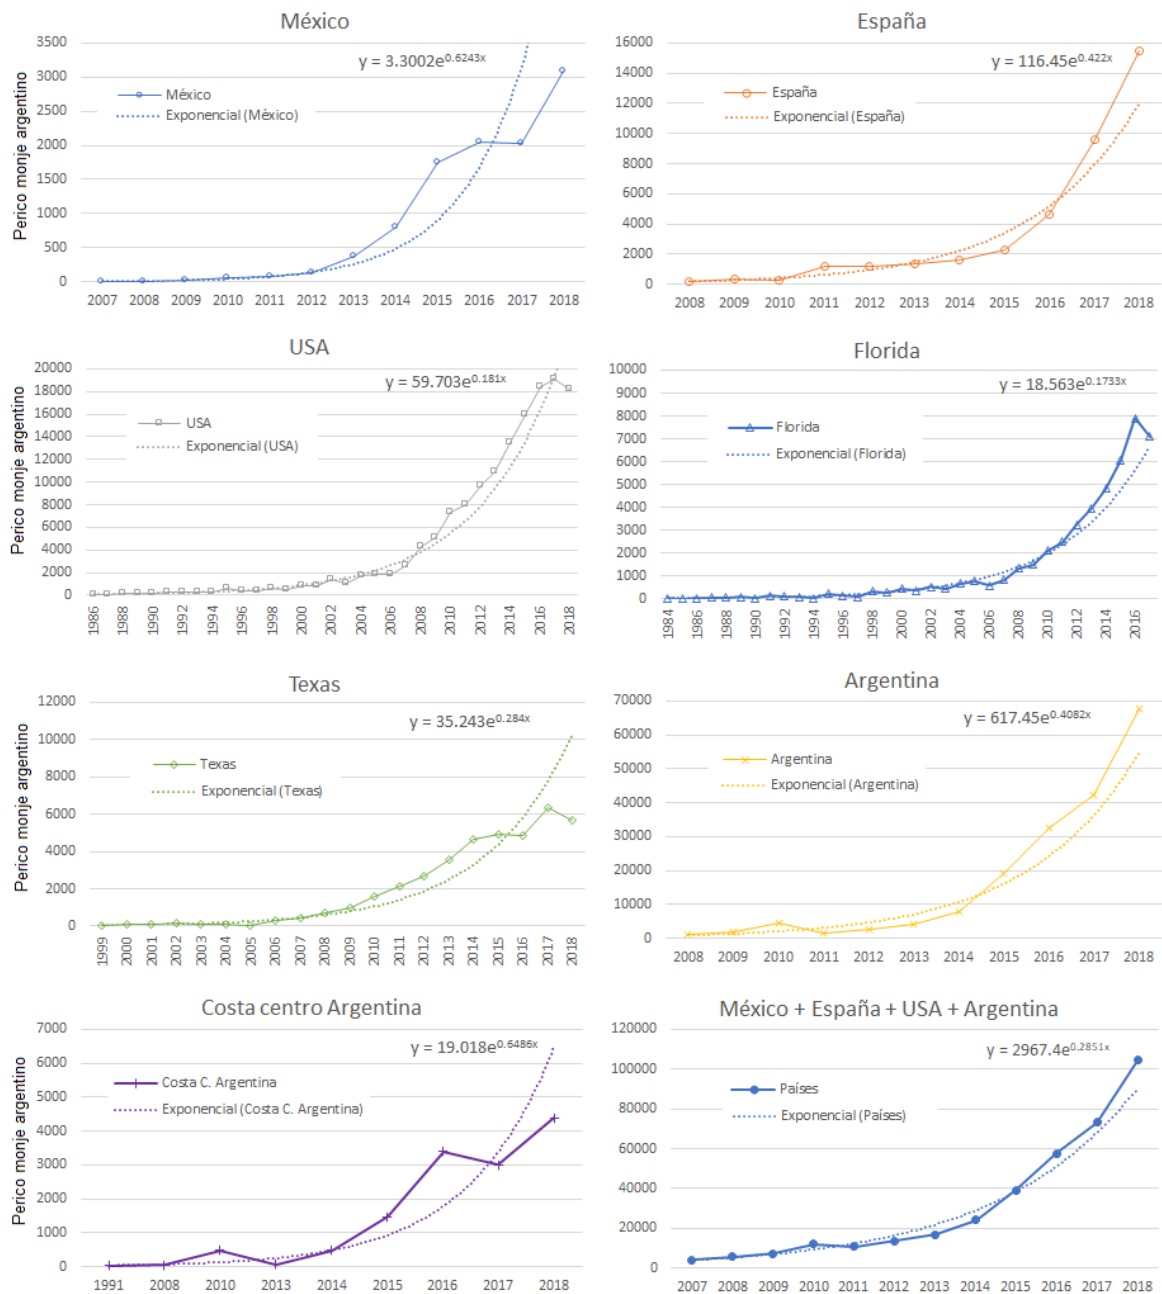 México
Perico monje argentino
3500
3000
2500
2000
1500
1000
500
0
y = 3.3002e^0.6243x
México
Exponencial (México)
2007 2008 2009 2010 2011 2012 2013 2014 2015 2016 2017 2018
España
16000
14000
12000
10000
8000
6000
4000
2000
0
y = 116.45e^0.422x
España
Exponencial (España)
2008 2009 2010 2011 2012 2013 2014 2015 2016 2017 2018
USA
Perico monje argentino
20000
18000
16000
14000
12000
10000
8000
6000
4000
2000
0
y = 59.703e^0.181x
USA
Exponencial (USA)
1986 1988 1990 1992 1994 1996 1998 2000 2002 2004 2006 2008 2010 2012 2014 2016 2018
Florida
10000
9000
8000
7000
6000
5000
4000
3000
2000
1000
0
y = 18.563e^0.1733x
Florida
Exponencial (Florida)
1984 1986 1988 1990 1992 1994 1996 1998 2000 2002 2004 2006 2008 2010 2012 2014 2016
Texas
Perico monje argentino
12000
10000
8000
6000
4000
2000
0
y = 35.243e^0.284x
Texas
Exponencial (Texas)
1999 2000 2001 2002 2003 2004 2005 2006 2007 2008 2009 2010 2011 2012 2013 2014 2015 2016 2017 2018
Argentina
70000
60000
50000
40000
30000
20000
10000
0
y = 617.45e^0.4082x
Argentina
Exponencial (Argentina)
2008 2009 2010 2011 2012 2013 2014 2015 2016 2017 2018
Costa centro Argentina
Perico monje argentino
7000
6000
5000
4000
3000
2000
1000
0
y = 19.018e^0.6486x
Costa C. Argentina
Exponencial (Costa C. Argentina)
1991 2008 2010 2013 2014 2015 2016 2017 2018
México + España + USA + Argentina
120000
100000
80000
60000
40000
20000
0
y = 2967.4e^0.2851x
Países
Exponencial (Países)
2007 2008 2009 2010 2011 2012 2013 2014 2015 2016 2017 2018